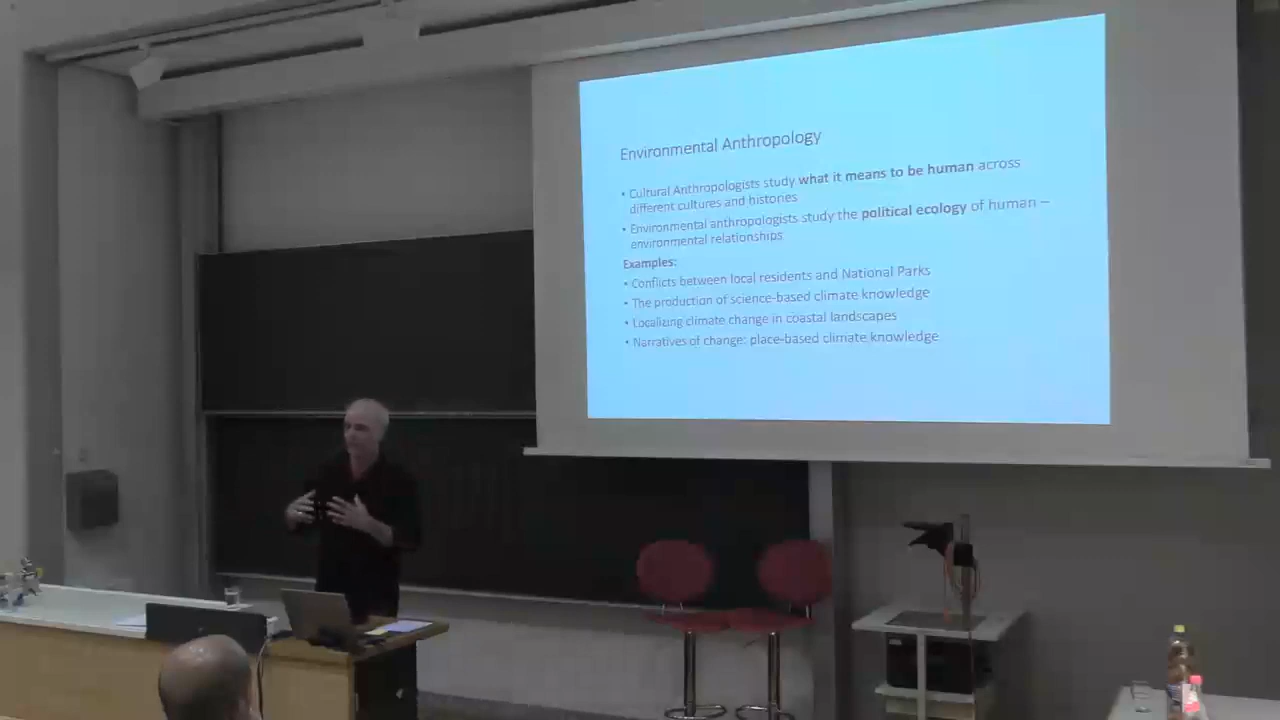 Environmental Anthropology
• Cultural Anthropologists study what it means to be human across
different cultures and histories
• Environmental anthropologists study the political ecology of human –
environmental relationships
Examples:
• Conflicts between local residents and National Parks
• The production of science-based climate knowledge
• Localizing climate change in coastal landscapes
• Narratives of change: place-based climate knowledge